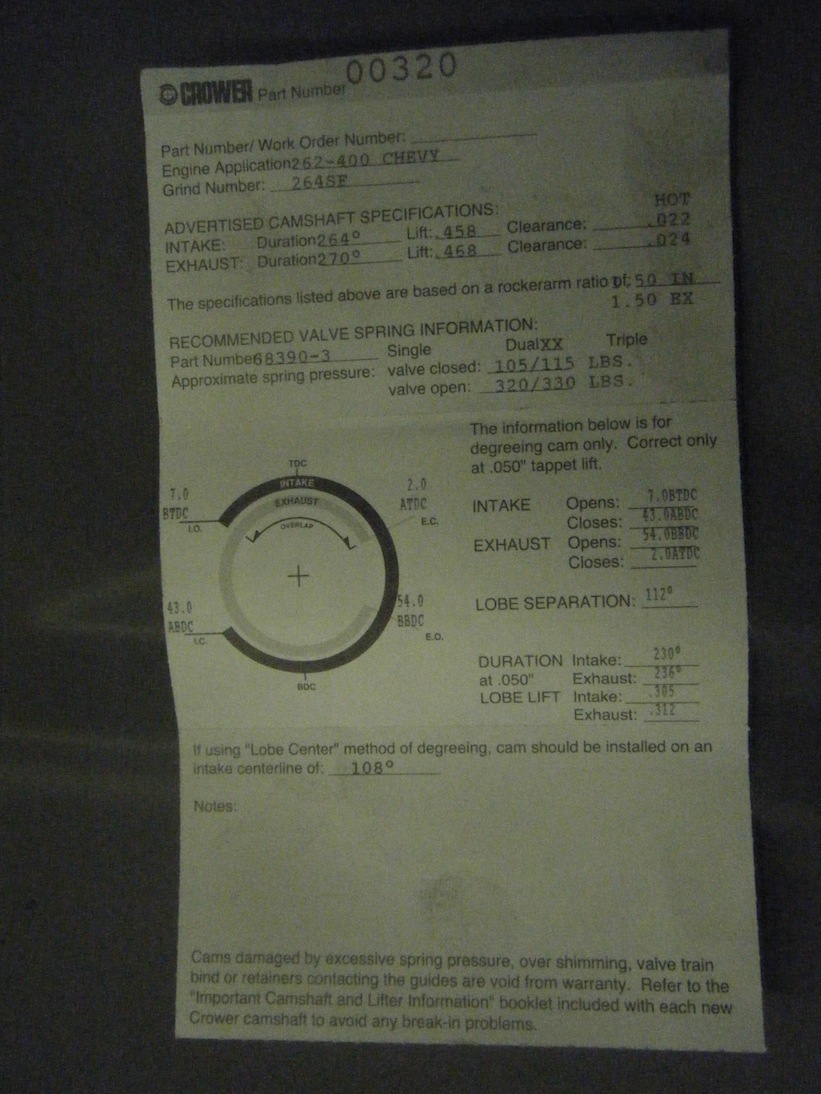 CROWER Part Number 00320
Part Number/ Work Order Number:
Engine Application 262-400 CHEVY
Grind Number: 264SF
ADVERTISED CAMSHAFT SPECIFICATIONS: HOT
INTAKE: Duration 264° Lift: .458 Clearance: .022
EXHAUST: Duration 270° Lift: .468 Clearance: .024
The specifications listed above are based on a rockerarm ratio of: 1.50 IN
1.50 EX
RECOMMENDED VALVE SPRING INFORMATION:
Part Number 68390-3 Single Dual XX Triple
Approximate spring pressure: valve closed: 105/115 LBS.
valve open: 320/330 LBS.
The information below is for
degreeing cam only. Correct only
at .050" tappet lift.
TDC
INTAKE
EXHAUST
OVERLAP
7.0
BTDC
I.O.
2.0
ATDC
E.C.
43.0
ABDC
I.C.
54.0
BBDC
E.O.
BDC
INTAKE Opens: 7.0BTDC
Closes: 43.0ABDC
EXHAUST Opens: 54.0BBDC
Closes: 2.0ATDC
LOBE SEPARATION: 112°
DURATION Intake: 230°
at .050" Exhaust: 236°
LOBE LIFT Intake: .305
Exhaust: .312
If using "Lobe Center" method of degreeing, cam should be installed on an
intake centerline of: 108°
Notes:
Cams damaged by excessive spring pressure, over shimming, valve train
bind or retainers contacting the guides are void from warranty. Refer to the
"Important Camshaft and Lifter Information" booklet included with each new
Crower camshaft to avoid any break-in problems.